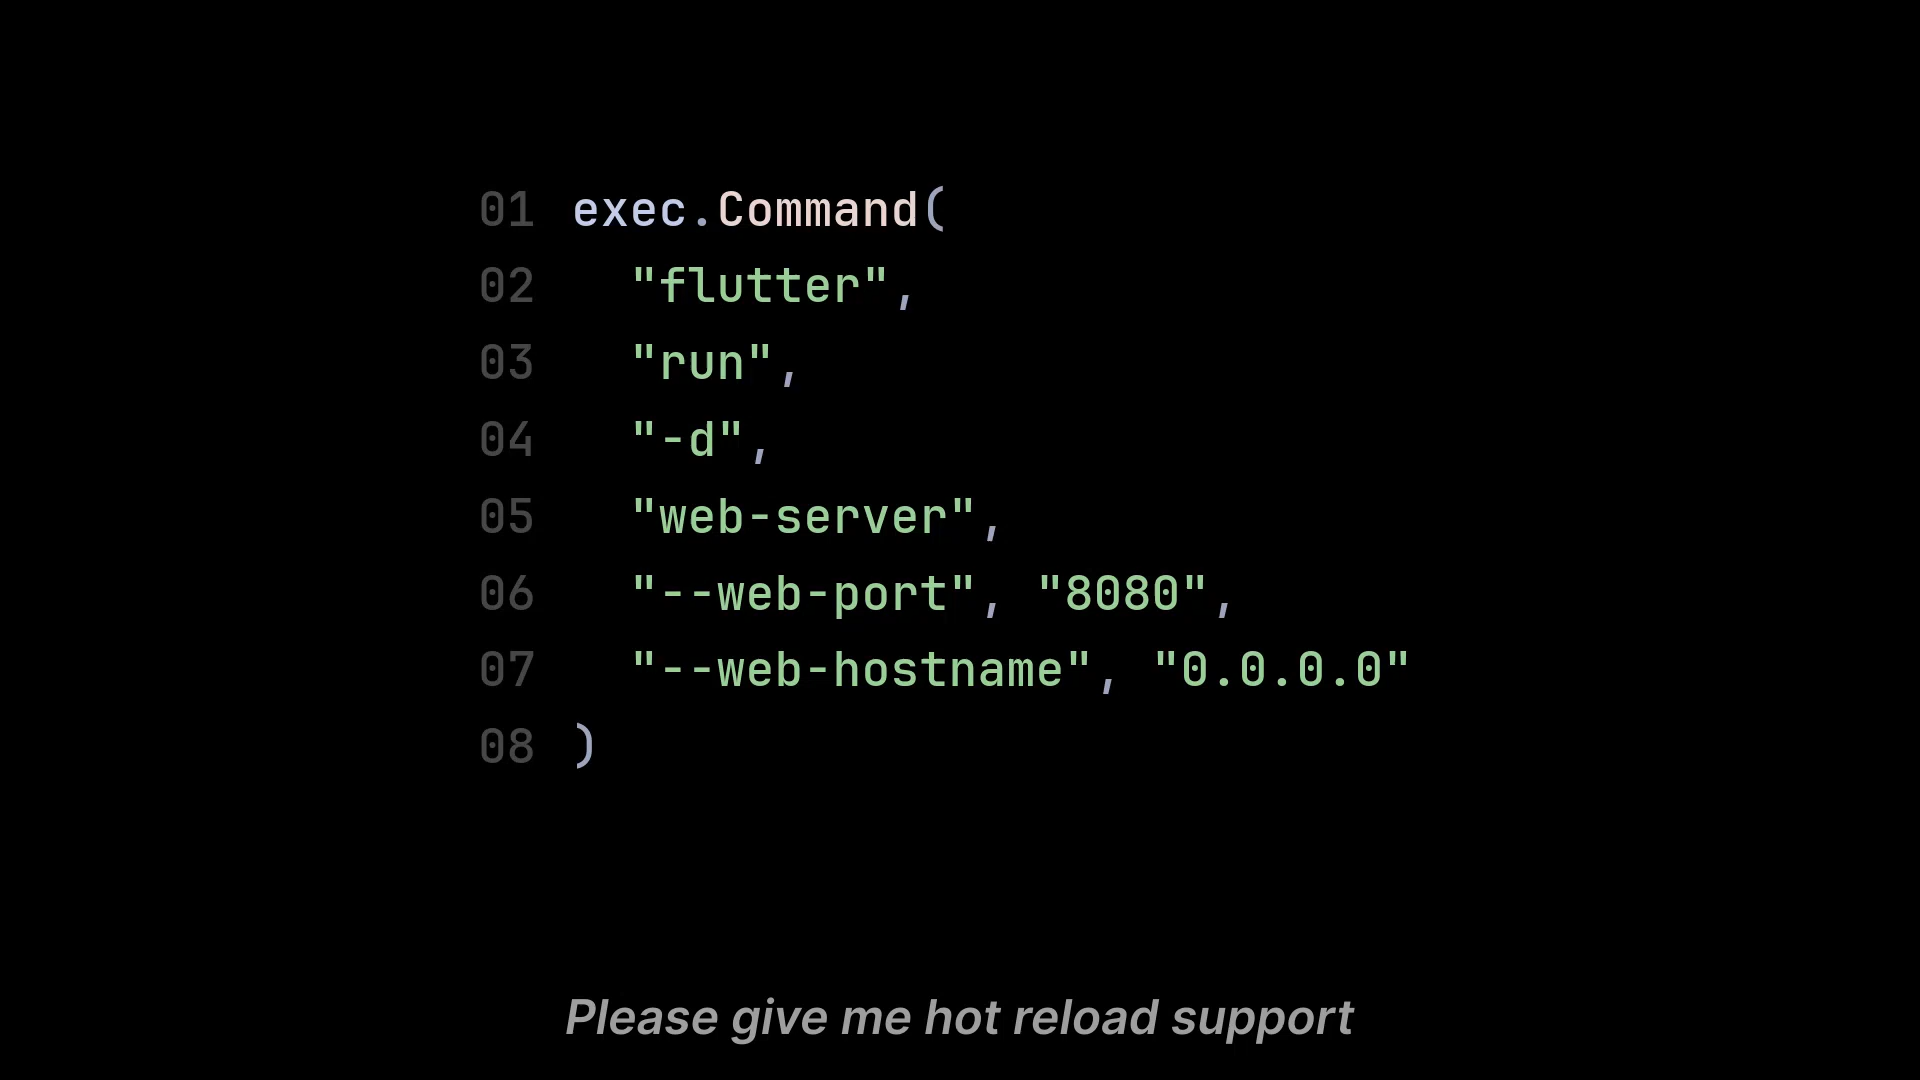 01 exec.Command(
02 "flutter",
03 "run",
04 "-d",
05 "web-server",
06 "--web-port", "8080",
07 "--web-hostname", "0.0.0.0"
08 )
Please give me hot reload support